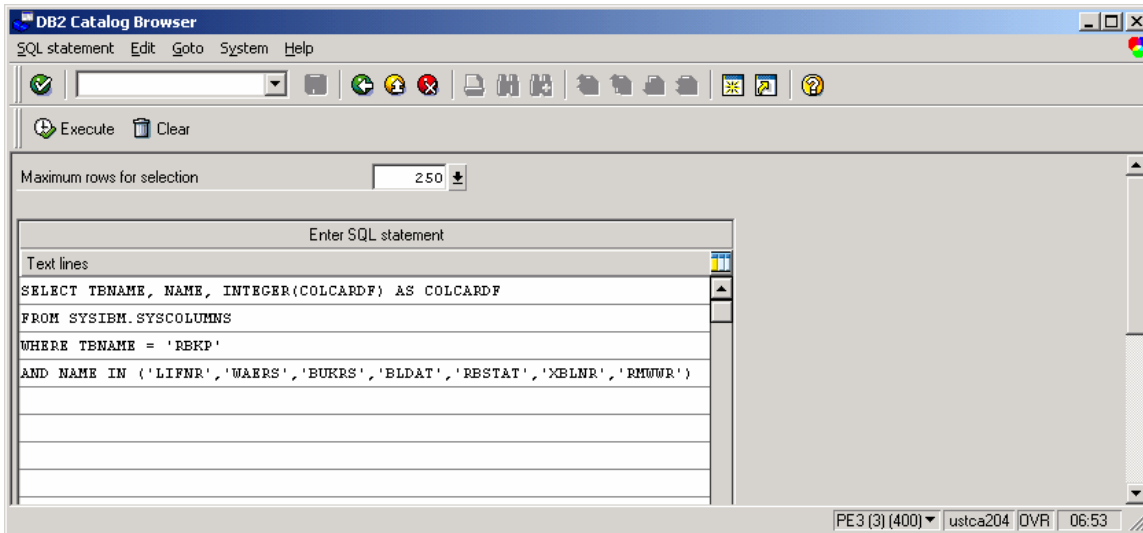 DB2 Catalog Browser
SQL statement Edit Goto System Help
Execute Clear
Maximum rows for selection 250
Enter SQL statement
Text lines
SELECT TBNAME, NAME, INTEGER(COLCARDF) AS COLCARDF
FROM SYSIBM.SYSCOLUMNS
WHERE TBNAME = 'RBKP'
AND NAME IN ('LIFNR','WAERS','BUKRS','BLDAT','RBSTAT','XBLNR','RMWWR')
PE3 (3) (400) ustca204 OVR 06:53